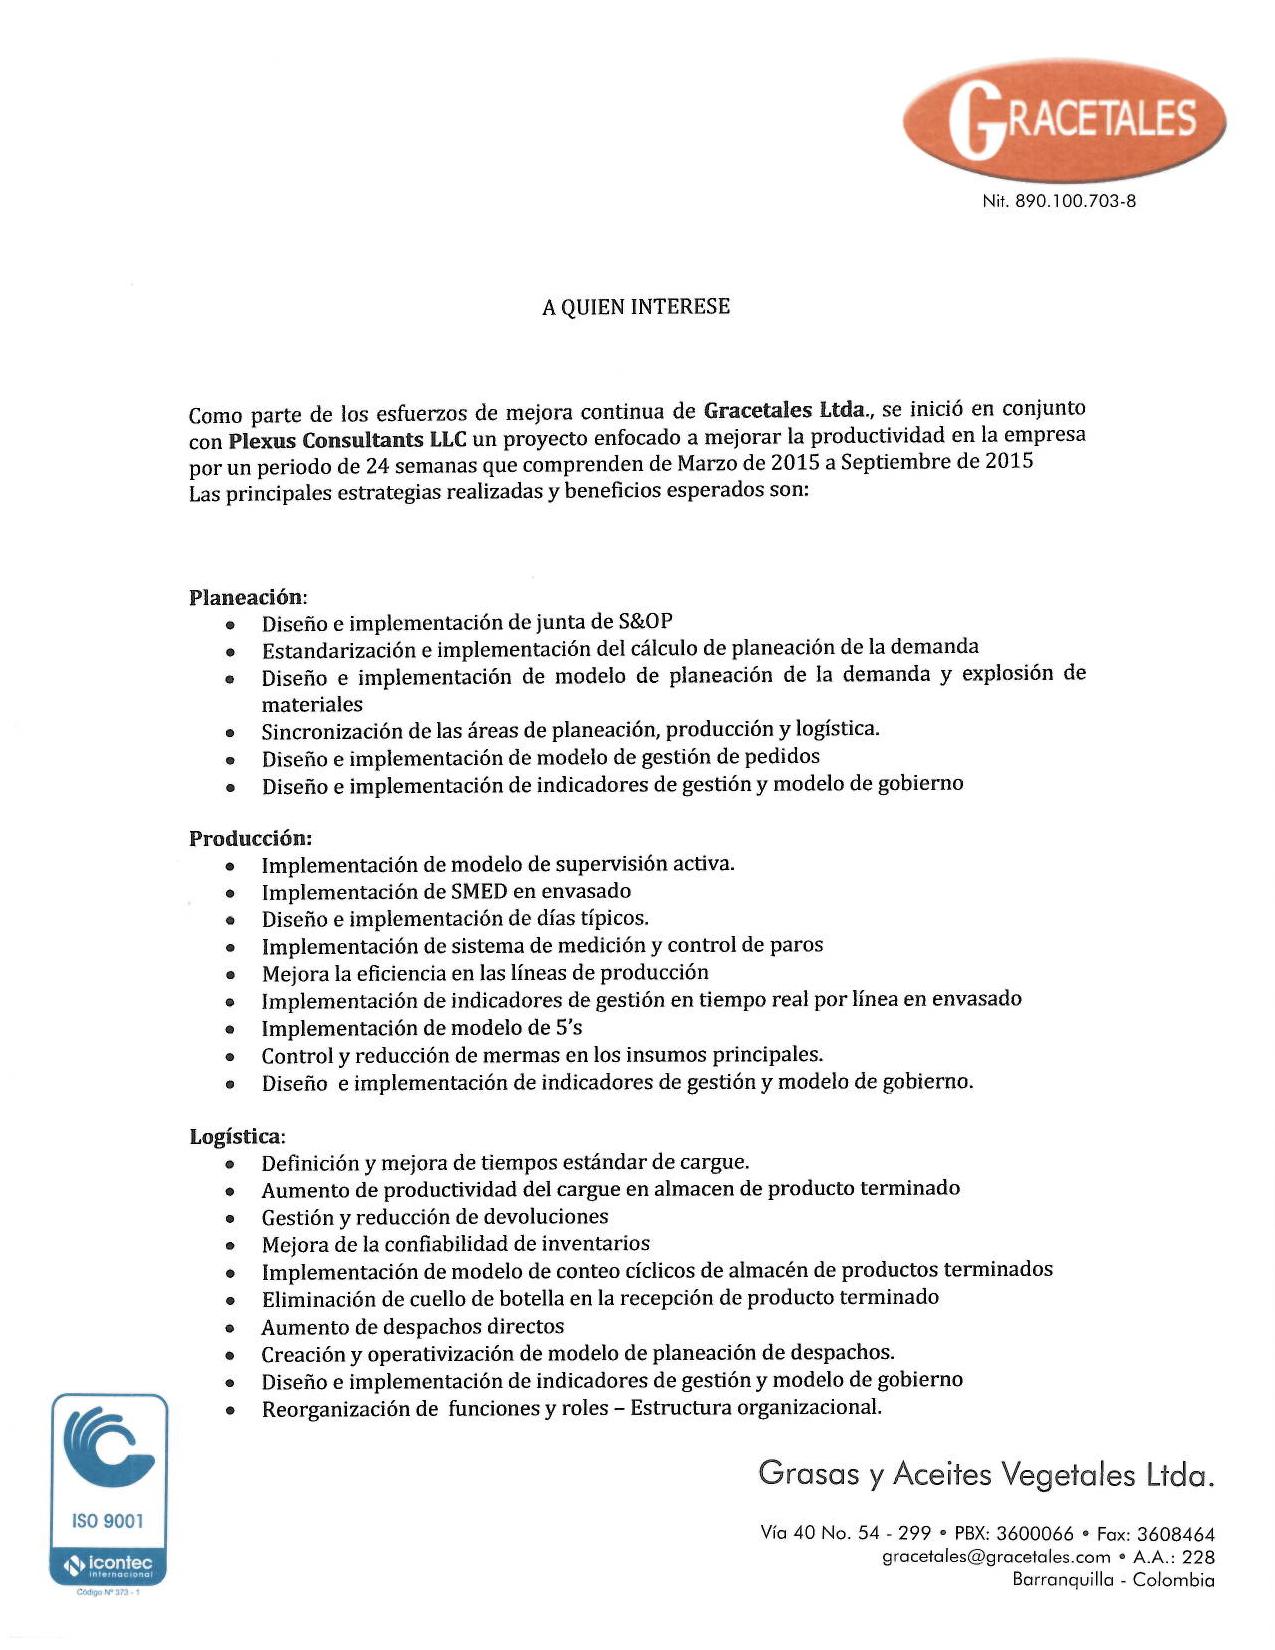 GRACETALES
Nit. 890.100.703-8
A QUIEN INTERESE
Como parte de los esfuerzos de mejora continua de Gracetales Ltda., se inició en conjunto
con Plexus Consultants LLC un proyecto enfocado a mejorar la productividad en la empresa
por un periodo de 24 semanas que comprenden de Marzo de 2015 a Septiembre de 2015
Las principales estrategias realizadas y beneficios esperados son:
Planeación:
• Diseño e implementación de junta de S&OP
• Estandarización e implementación del cálculo de planeación de la demanda
• Diseño e implementación de modelo de planeación de la demanda y explosión de
materiales
• Sincronización de las áreas de planeación, producción y logística.
• Diseño e implementación de modelo de gestión de pedidos
• Diseño e implementación de indicadores de gestión y modelo de gobierno
Producción:
• Implementación de modelo de supervisión activa.
• Implementación de SMED en envasado
• Diseño e implementación de días típicos.
• Implementación de sistema de medición y control de paros
• Mejora la eficiencia en las líneas de producción
• Implementación de indicadores de gestión en tiempo real por línea en envasado
• Implementación de modelo de 5's
• Control y reducción de mermas en los insumos principales.
• Diseño e implementación de indicadores de gestión y modelo de gobierno.
Logística:
• Definición y mejora de tiempos estándar de cargue.
• Aumento de productividad del cargue en almacen de producto terminado
• Gestión y reducción de devoluciones
• Mejora de la confiabilidad de inventarios
• Implementación de modelo de conteo cíclicos de almacén de productos terminados
• Eliminación de cuello de botella en la recepción de producto terminado
• Aumento de despachos directos
• Creación y operativización de modelo de planeación de despachos.
• Diseño e implementación de indicadores de gestión y modelo de gobierno
• Reorganización de funciones y roles – Estructura organizacional.
ISO 9001
icontec
internacional
Código Nº 373 - 1
Grasas y Aceites Vegetales Ltda.
Vía 40 No. 54 - 299 • PBX: 3600066 • Fax: 3608464
gracetales@gracetales.com • A.A.: 228
Barranquilla - Colombia